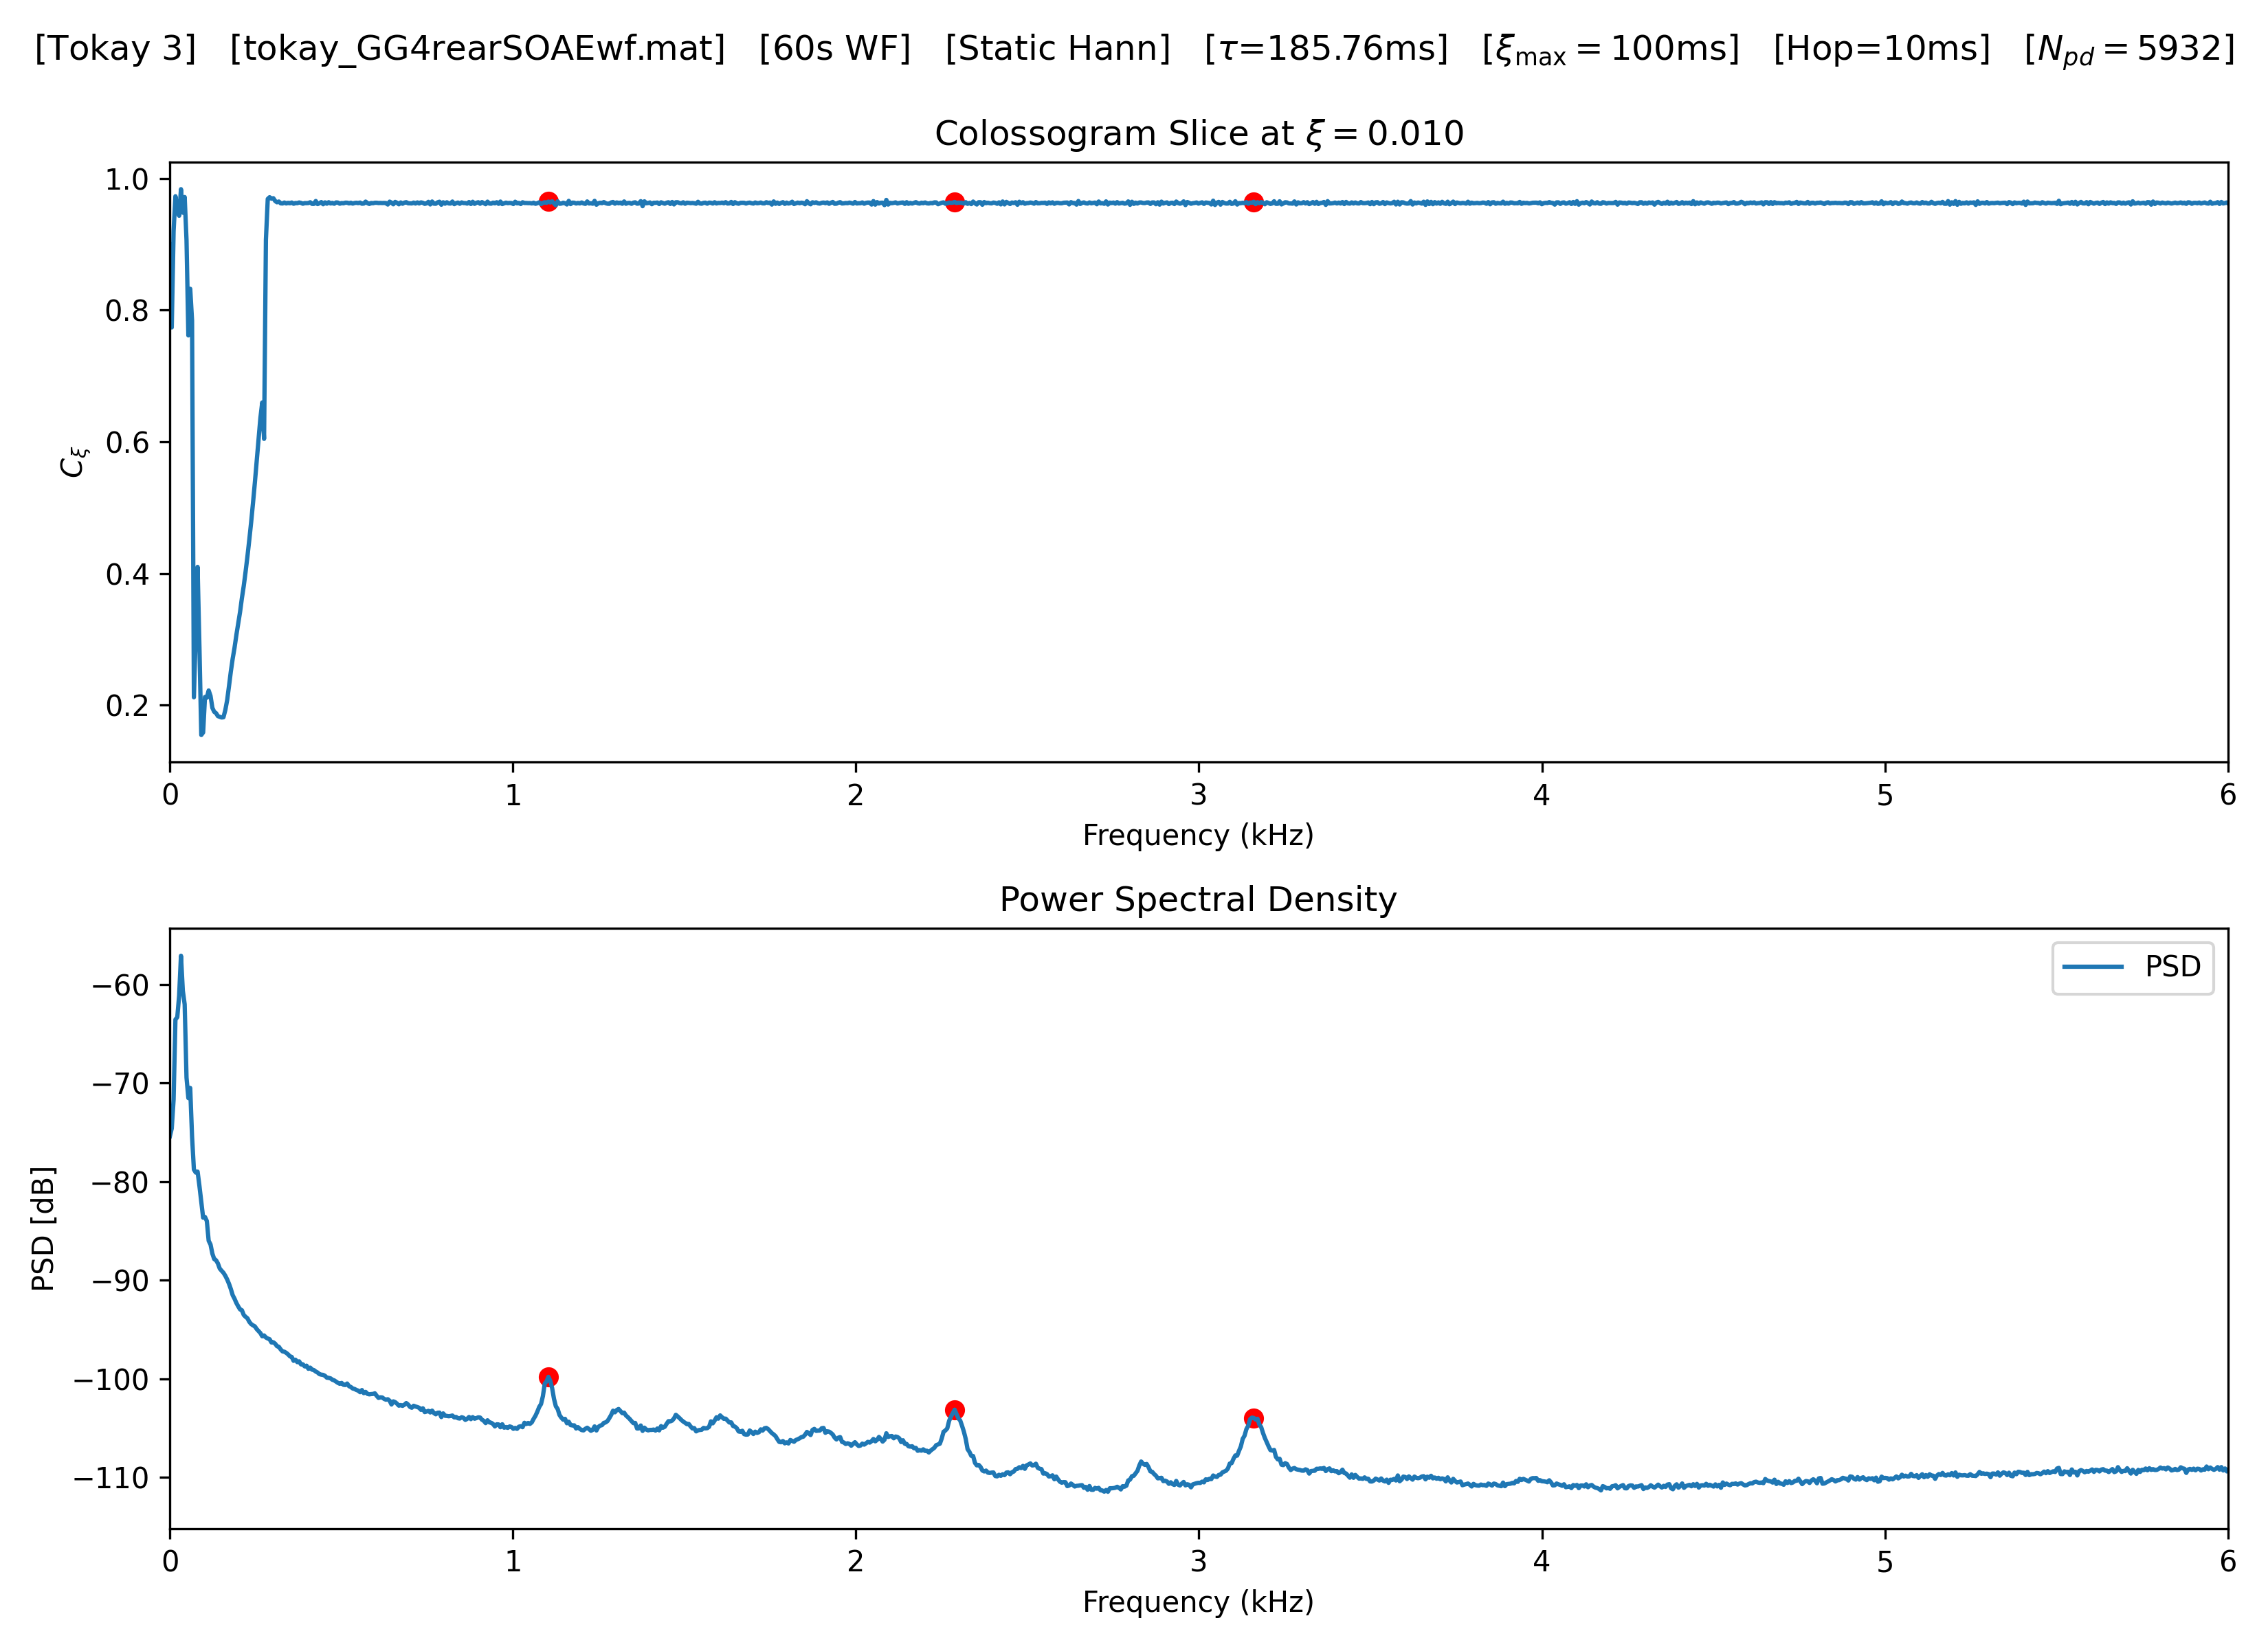 [Tokay 3] [tokay_GG4rearSOAEwf.mat] [60s WF] [Static Hann] [τ=185.76ms] [ξmax = 100ms] [Hop=10ms] [Npd = 5932]
Colossogram Slice at ξ = 0.010
1.0
0.8
0.6
0.4
0.2
Cξ
0 1 2 3 4 5 6
Frequency (kHz)
Power Spectral Density
PSD
−60
−70
−80
−90
−100
−110
PSD [dB]
0 1 2 3 4 5 6
Frequency (kHz)